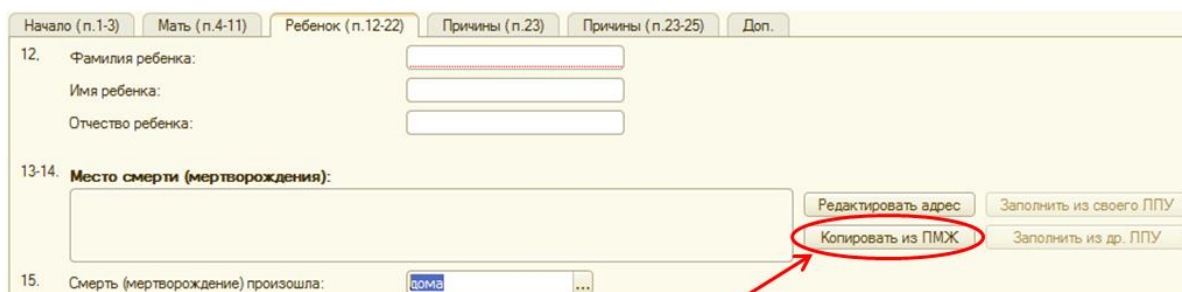 Начало (п.1-3) Мать (п.4-11) Ребенок (п.12-22) Причины (п.23) Причины (п.23-25) Доп.
12. Фамилия ребенка:
Имя ребенка:
Отчество ребенка:
13-14. Место смерти (мертворождения):
Редактировать адрес Заполнить из своего ЛПУ
Копировать из ПМЖ Заполнить из др. ЛПУ
15. Смерть (мертворождение) произошла: дома ...